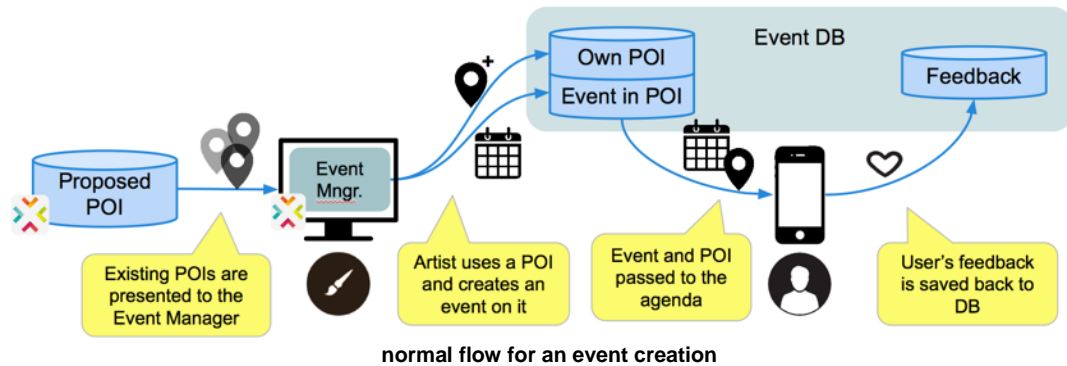 Event DB
Own POI
Event in POI
Feedback
Proposed
POI
Event
Mngr.
+
Existing POIs are
presented to the
Event Manager
Artist uses a POI
and creates an
event on it
Event and POI
passed to the
agenda
User's feedback
is saved back to
DB
normal flow for an event creation